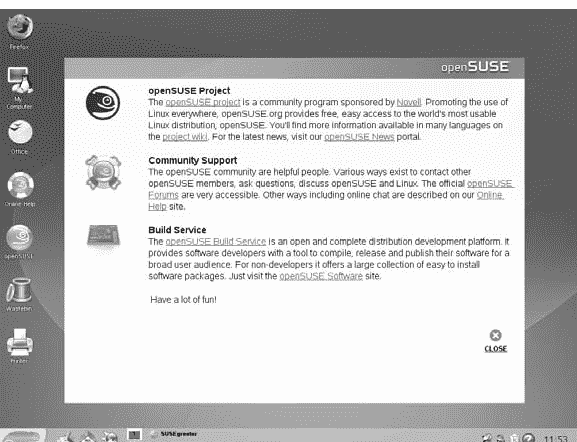 Firefox
My
Computer
Office
Online Help
openSUSE
Wastebin
Printer
openSUSE
openSUSE Project
The openSUSE project is a community program sponsored by Novell. Promoting the use of
Linux everywhere, openSUSE.org provides free, easy access to the world's most usable
Linux distribution, openSUSE. You'll find more information available in many languages on
the project wiki. For the latest news, visit our openSUSE News portal.
Community Support
The openSUSE community are helpful people. Various ways exist to contact other
openSUSE members, ask questions, discuss openSUSE and Linux. The official openSUSE
Forums are very accessible. Other ways including online chat are described on our Online
Help site.
Build Service
The openSUSE Build Service is an open and complete distribution development platform. It
provides software developers with a tool to compile, release and publish their software for a
broad user audience. For non-developers it offers a large collection of easy to install
software packages. Just visit the openSUSE Software site.
Have a lot of fun!
CLOSE
SUSEgreeter
11:53